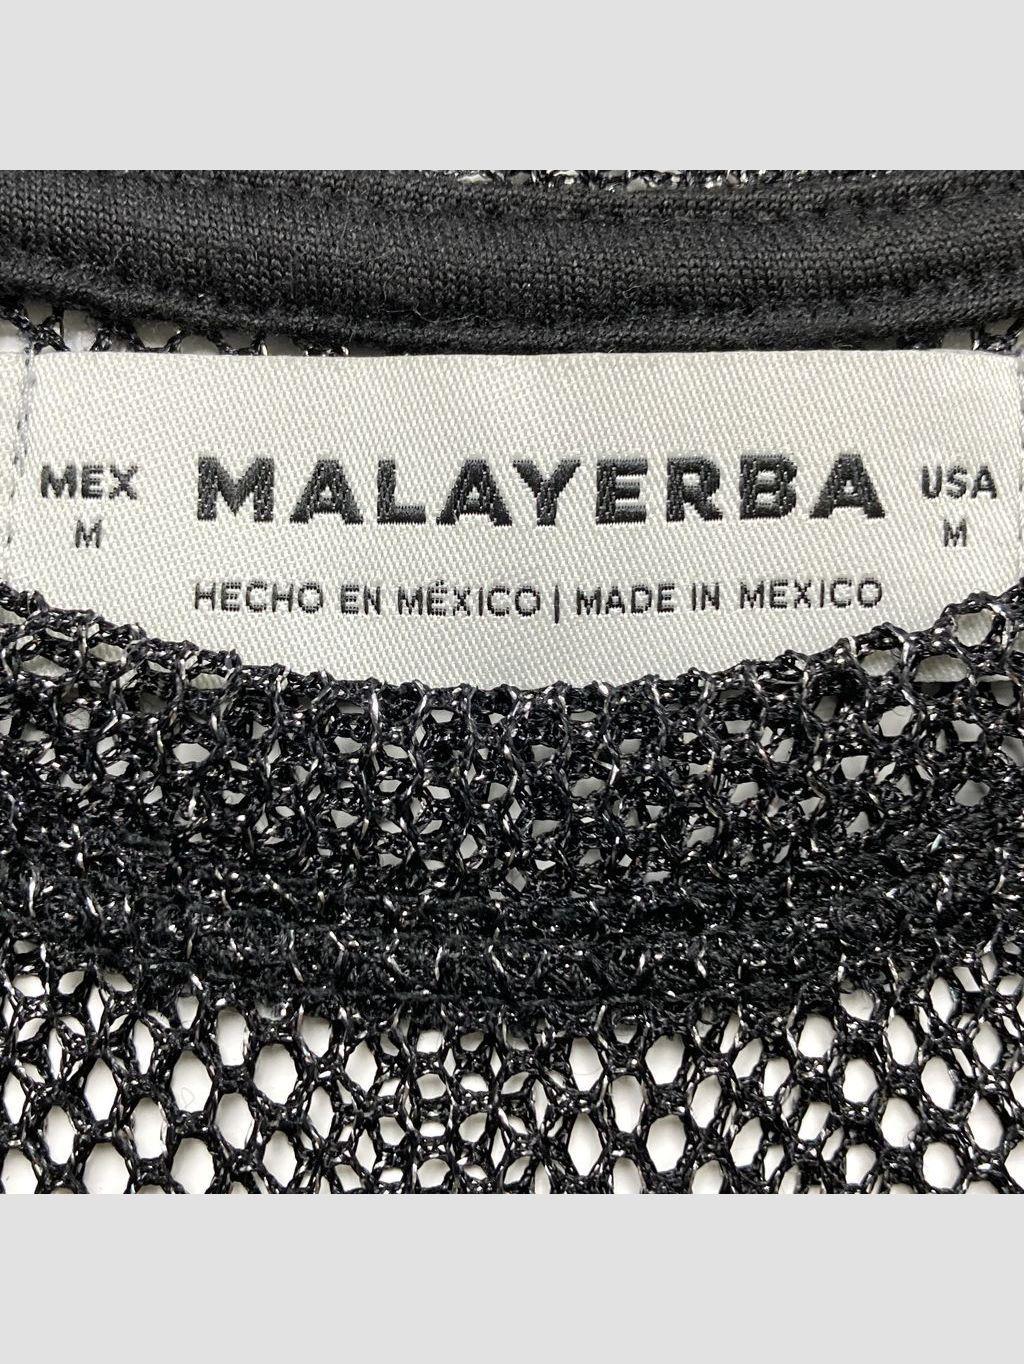 MEX MALAYERBA USA
M M
HECHO EN MÉXICO | MADE IN MEXICO